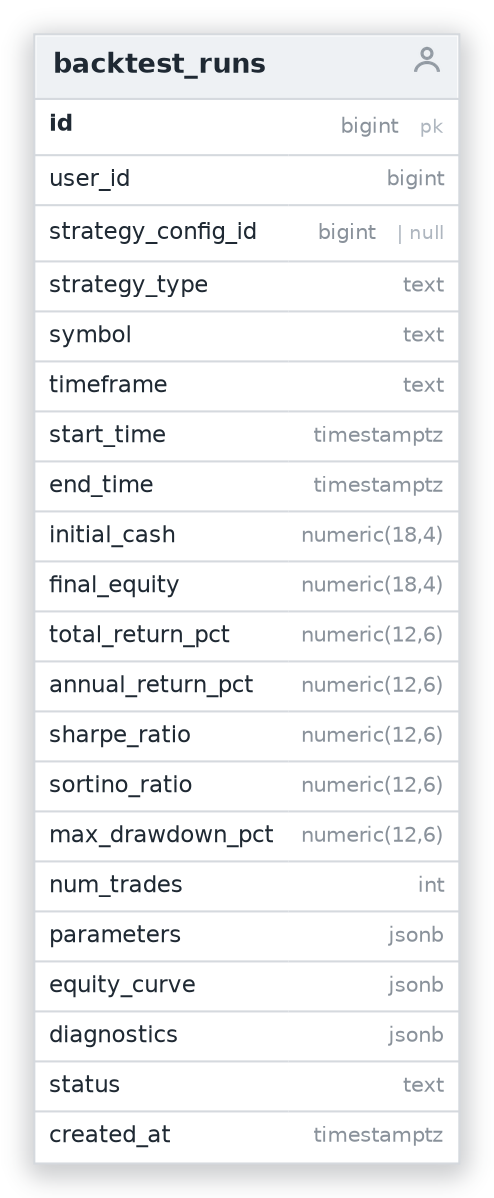 backtest_runs
id bigint pk
user_id bigint
strategy_config_id bigint | null
strategy_type text
symbol text
timeframe text
start_time timestamptz
end_time timestamptz
initial_cash numeric(18,4)
final_equity numeric(18,4)
total_return_pct numeric(12,6)
annual_return_pct numeric(12,6)
sharpe_ratio numeric(12,6)
sortino_ratio numeric(12,6)
max_drawdown_pct numeric(12,6)
num_trades int
parameters jsonb
equity_curve jsonb
diagnostics jsonb
status text
created_at timestamptz